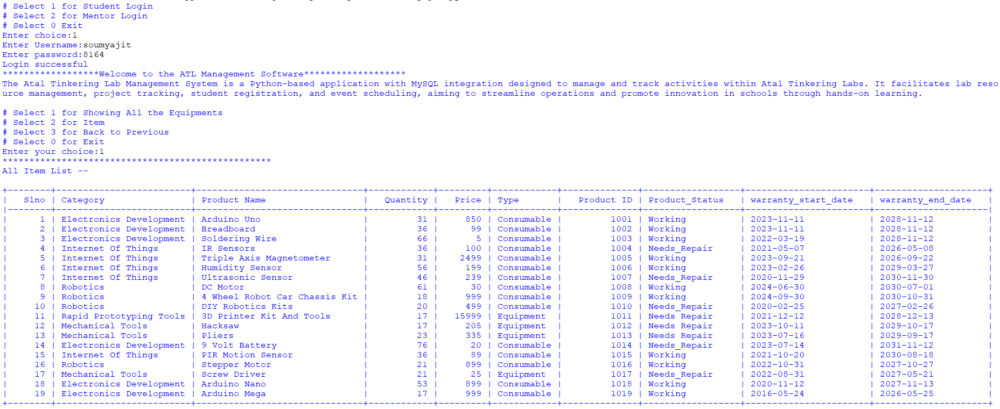 # Select 1 for Student Login
# Select 2 for Mentor Login
# Select 0 Exit
Enter choice:1
Enter Username:soumyajit
Enter password:8164
Login successful
******************Welcome to the ATL Management Software*******************
The Atal Tinkering Lab Management System is a Python-based application with MySQL integration designed to manage and track activities within Atal Tinkering Labs. It facilitates lab reso
urce management, project tracking, student registration, and event scheduling, aiming to streamline operations and promote innovation in schools through hands-on learning.
# Select 1 for Showing All the Equipments
# Select 2 for Item
# Select 3 for Back to Previous
# Select 0 for Exit
Enter your choice:1
**************************************************
All Item List --
+--------+-------------------------+-------------------------------+------------+---------+------------+--------------+------------------+-----------------------+---------------------+
|   Slno | Category                | Product Name                  |   Quantity |   Price | Type       |   Product ID | Product_Status   | warranty_start_date   | warranty_end_date   |
|--------+-------------------------+-------------------------------+------------+---------+------------+--------------+------------------+-----------------------+---------------------|
|      1 | Electronics Development | Arduino Uno                   |         31 |     850 | Consumable |         1001 | Working          | 2023-11-11            | 2028-11-12          |
|      2 | Electronics Development | Breadboard                    |         36 |      99 | Consumable |         1002 | Working          | 2023-11-11            | 2028-11-12          |
|      3 | Electronics Development | Soldering Wire                |         66 |       5 | Consumable |         1003 | Working          | 2022-03-19            | 2028-11-12          |
|      4 | Internet Of Things      | IR Sensors                    |         36 |     100 | Consumable |         1004 | Needs_Repair     | 2021-05-07            | 2026-05-08          |
|      5 | Internet Of Things      | Triple Axis Magnetometer      |         31 |    2499 | Consumable |         1005 | Working          | 2023-09-21            | 2026-09-22          |
|      6 | Internet Of Things      | Humidity Sensor               |         56 |     199 | Consumable |         1006 | Working          | 2023-02-26            | 2029-03-27          |
|      7 | Internet Of Things      | Ultrasonic Sensor             |         46 |     239 | Consumable |         1007 | Needs_Repair     | 2020-11-29            | 2030-11-30          |
|      8 | Robotics                | DC Motor                      |         61 |      30 | Consumable |         1008 | Working          | 2024-06-30            | 2030-07-01          |
|      9 | Robotics                | 4 Wheel Robot Car Chassis Kit |         18 |     999 | Consumable |         1009 | Working          | 2024-09-30            | 2030-10-31          |
|     10 | Robotics                | DIY Robotics Kits             |         20 |     499 | Consumable |         1010 | Needs_Repair     | 2020-02-25            | 2027-02-26          |
|     11 | Rapid Prototyping Tools | 3D Printer Kit And Tools      |         17 |   15999 | Equipment  |         1011 | Needs_Repair     | 2021-12-12            | 2028-12-13          |
|     12 | Mechanical Tools        | Hacksaw                       |         17 |     205 | Equipment  |         1012 | Needs Repair     | 2023-10-11            | 2029-10-17          |
|     13 | Mechanical Tools        | Pliers                        |         23 |     335 | Equipment  |         1013 | Needs Repair     | 2023-07-16            | 2029-09-17          |
|     14 | Electronics Development | 9 Volt Battery                |         76 |      20 | Consumable |         1014 | Needs Repair     | 2023-07-14            | 2031-11-12          |
|     15 | Internet Of Things      | PIR Motion Sensor             |         36 |      89 | Consumable |         1015 | Working          | 2021-10-20            | 2030-08-18          |
|     16 | Robotics                | Stepper Motor                 |         21 |     899 | Consumable |         1016 | Working          | 2022-10-31            | 2027-10-27          |
|     17 | Mechanical Tools        | Screw Driver                  |         21 |      25 | Equipment  |         1017 | Needs_Repair     | 2022-08-31            | 2027-05-21          |
|     18 | Electronics Development | Arduino Nano                  |         53 |     899 | Consumable |         1018 | Working          | 2020-11-12            | 2027-11-13          |
|     19 | Electronics Development | Arduino Mega                  |         17 |     999 | Consumable |         1019 | Working          | 2016-05-24            | 2026-05-25          |
+--------+-------------------------+-------------------------------+------------+---------+------------+--------------+------------------+-----------------------+---------------------+